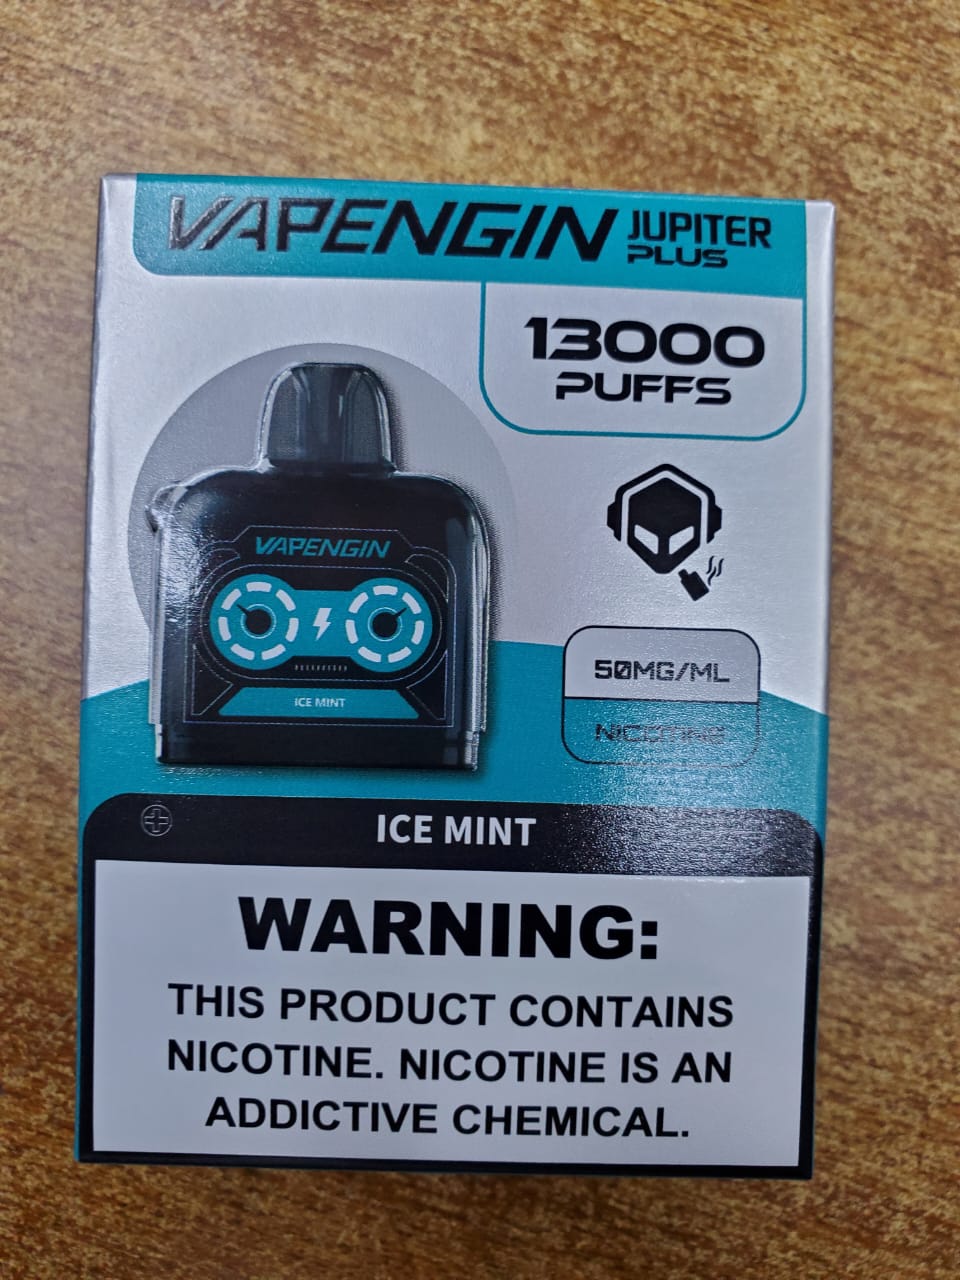 VAPENGIN JUPITER
PLUS
13000
PUFFS
VAPENGIN
ICE MINT
50MG/ML
NICOTINE
ICE MINT
WARNING:
THIS PRODUCT CONTAINS
NICOTINE. NICOTINE IS AN
ADDICTIVE CHEMICAL.